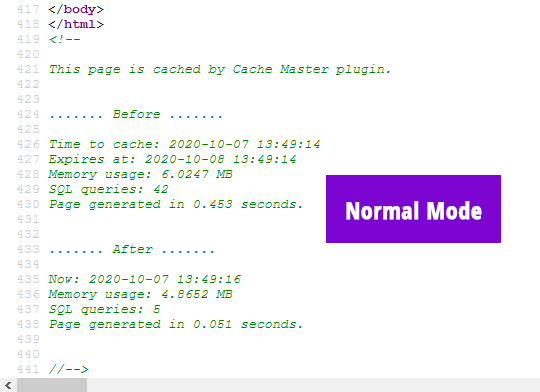 417 </body>
418 </html>
419 <!--
420
421 This page is cached by Cache Master plugin.
422
423
424 ....... Before .......
425
426 Time to cache: 2020-10-07 13:49:14
427 Expires at: 2020-10-08 13:49:14
428 Memory usage: 6.0247 MB
429 SQL queries: 42
430 Page generated in 0.453 seconds.
431
432
433 ....... After .......
434
435 Now: 2020-10-07 13:49:16
436 Memory usage: 4.8652 MB
437 SQL queries: 5
438 Page generated in 0.051 seconds.
439
440
441 //-->
Normal Mode